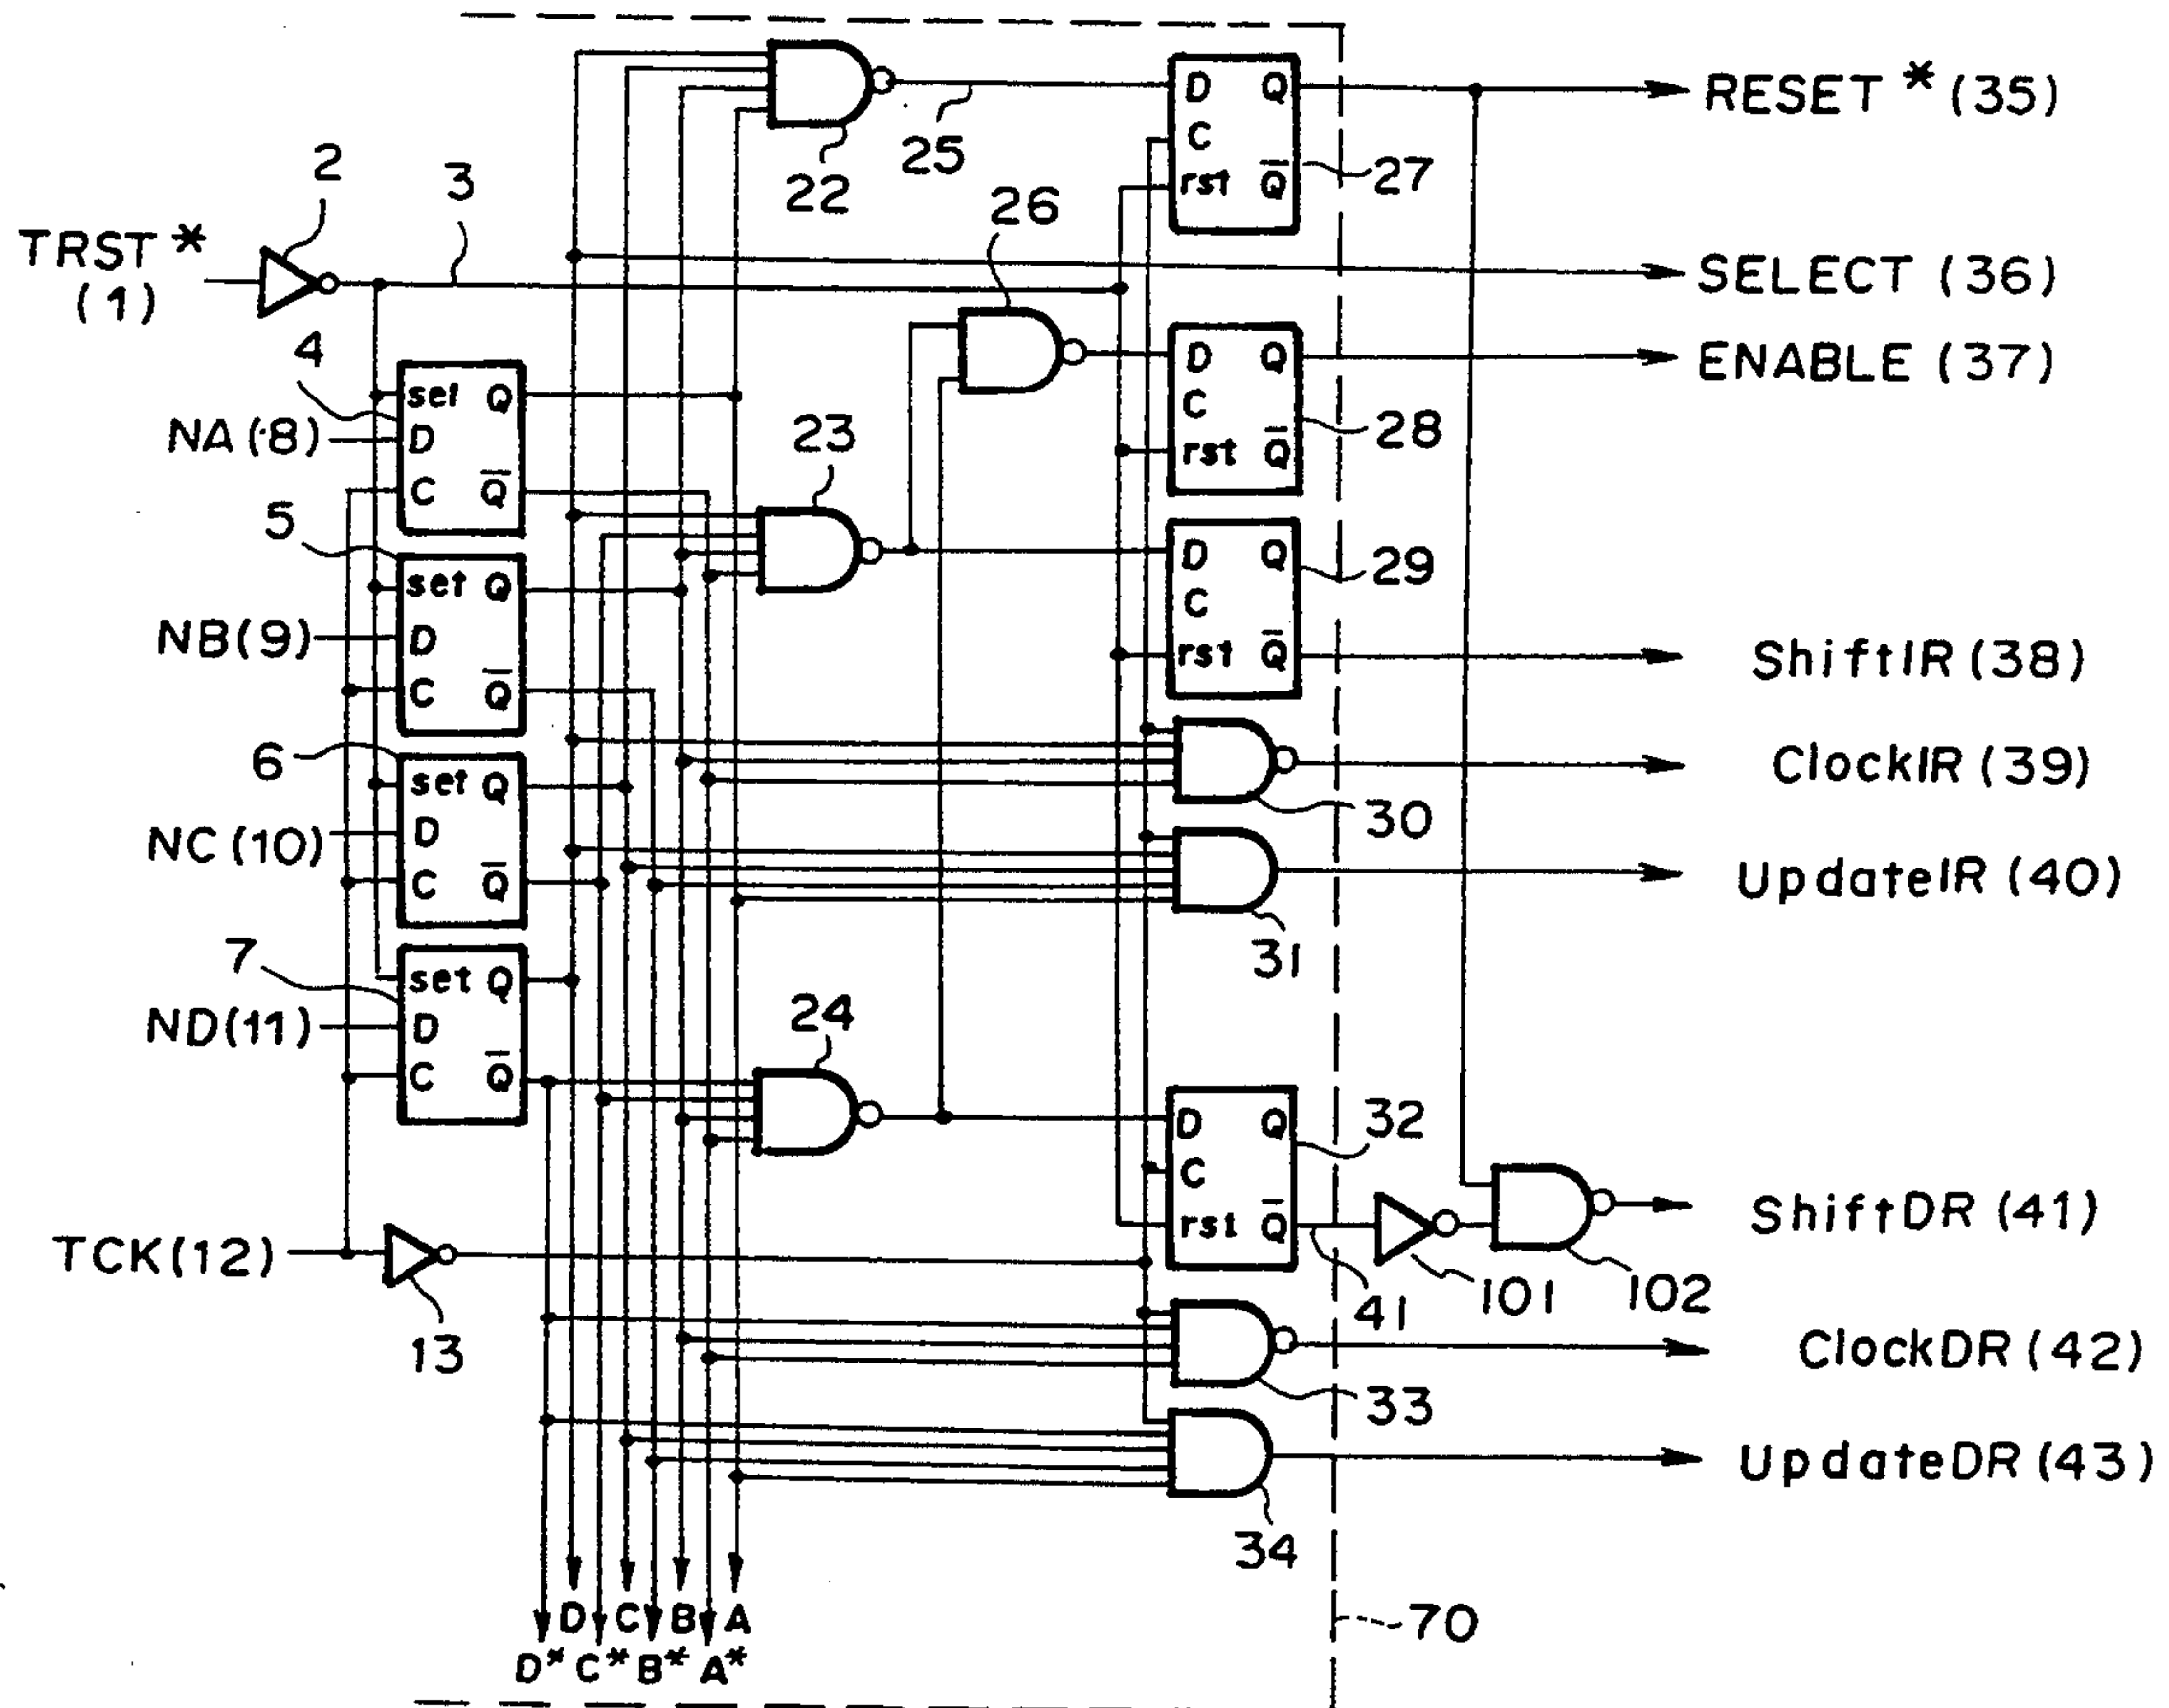 RESET * (35)
D Q
C
rst Q̅
27
22
25
26
2
3
TRST *
(1)
SELECT (36)
D Q
C
rst Q̅
28
ENABLE (37)
4
set Q
NA(8)
D
C Q̅
23
5
set Q
NB(9)
D
C Q̅
D Q
C
rst Q̅
29
ShiftIR (38)
6
set Q
NC(10)
D
C Q̅
ClockIR (39)
30
UpdateIR (40)
31
7
set Q
ND(11)
D
C Q̅
24
D Q
C
rst Q̅
32
TCK(12)
13
41
101
102
ShiftDR (41)
ClockDR (42)
33
UpdateDR (43)
34
D C B A
D* C* B* A*
70